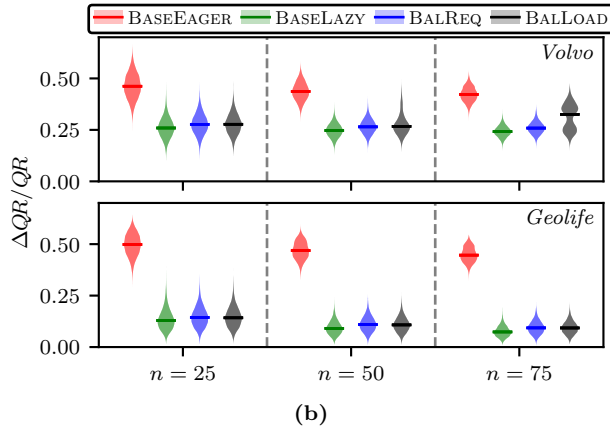 BASEEAGER BASELAZY BALREQ BALLOAD
Volvo
0.50
0.25
0.00
Geolife
0.50
0.25
0.00
ΔQR/QR
n = 25 n = 50 n = 75
(b)